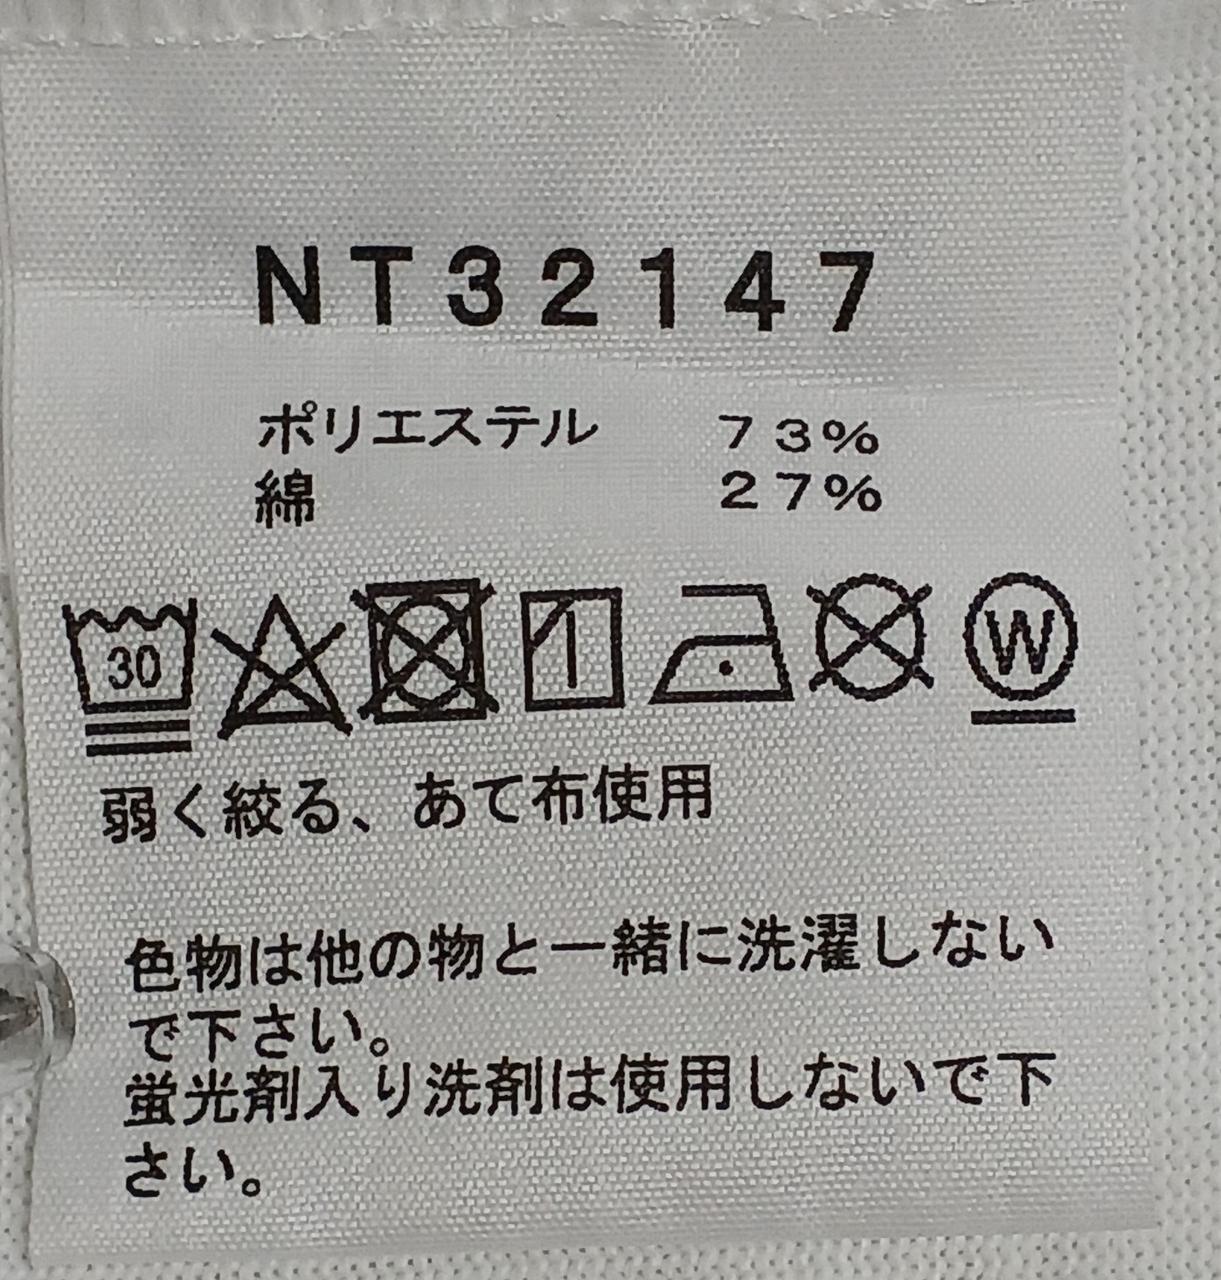 NT32147
ポリエステル 73%
綿 27%
30 W
弱く絞る、あて布使用
色物は他の物と一緒に洗濯しない
で下さい。
蛍光剤入り洗剤は使用しないで下
さい。